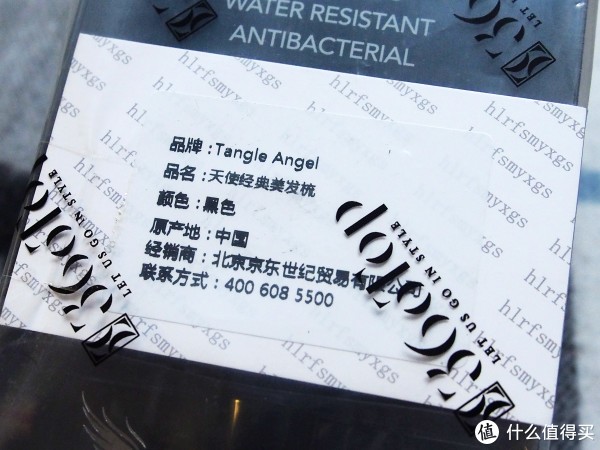 WATER RESISTANT
ANTIBACTERIAL
hlrfsmyxgs
品牌：Tangle Angel
品名：天使经典美发梳
颜色：黑色
原产地：中国
经销商：北京京东世纪贸易有限公司
联系方式：400 608 5500
LET US GO IN STYLE
LET US GO IN STYLE
值 什么值得买